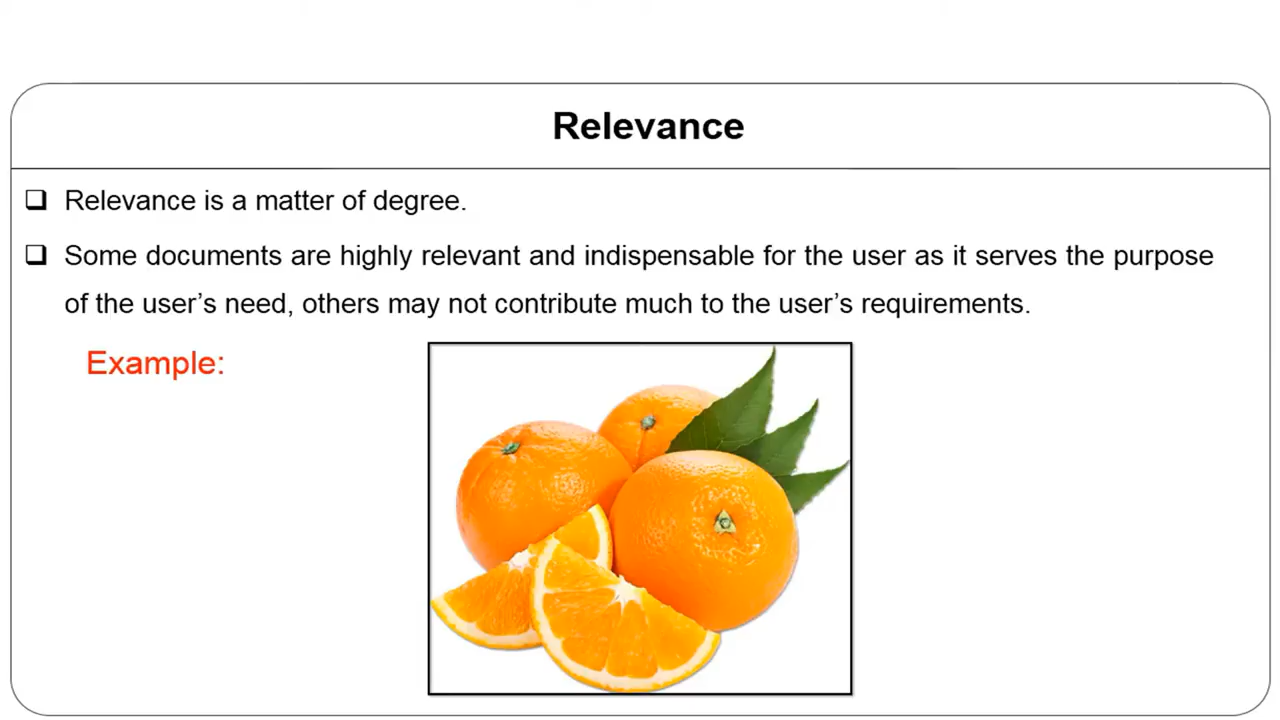 Relevance
Relevance is a matter of degree.
Some documents are highly relevant and indispensable for the user as it serves the purpose
of the user’s need, others may not contribute much to the user’s requirements.
Example: